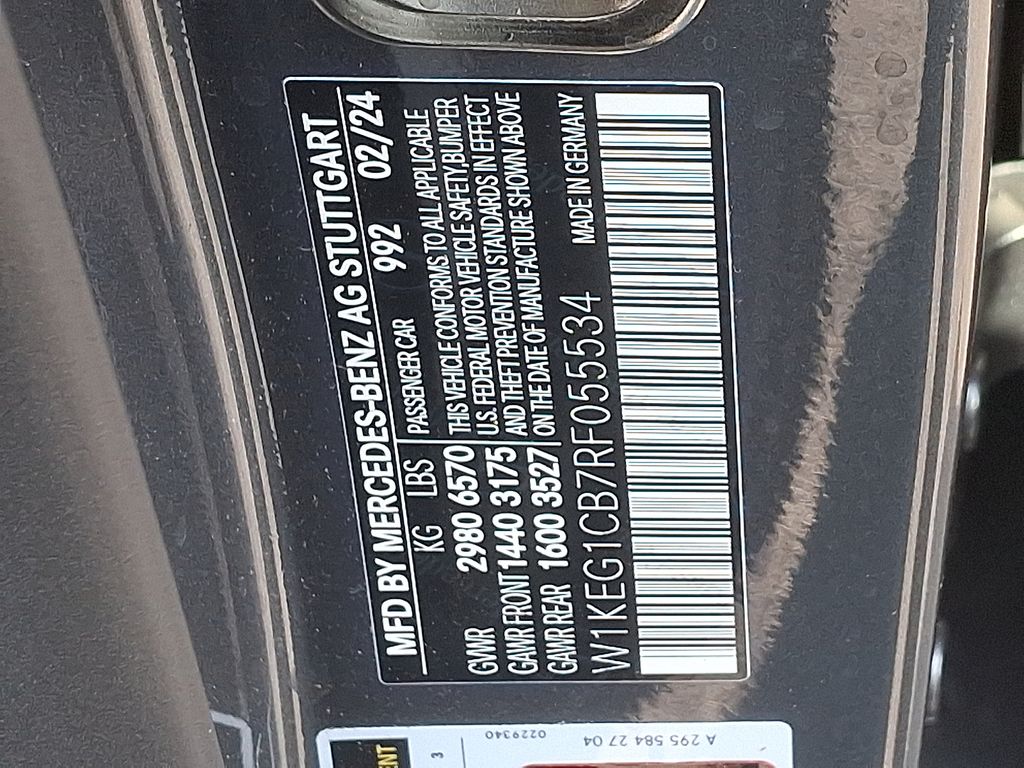 MFD BY MERCEDES-BENZ AG STUTTGART
KG LBS PASSENGER CAR 992 02/24
GVWR 2980 6570 THIS VEHICLE CONFORMS TO ALL APPLICABLE
U.S. FEDERAL MOTOR VEHICLE SAFETY,BUMPER
GAWR FRONT 1440 3175 AND THEFT PREVENTION STANDARDS IN EFFECT
GAWR REAR 1600 3527 ON THE DATE OF MANUFACTURE SHOWN ABOVE
W1KEG1CB7RF055534 MADE IN GERMANY
ENT
3
0229340
A 295 584 27 04